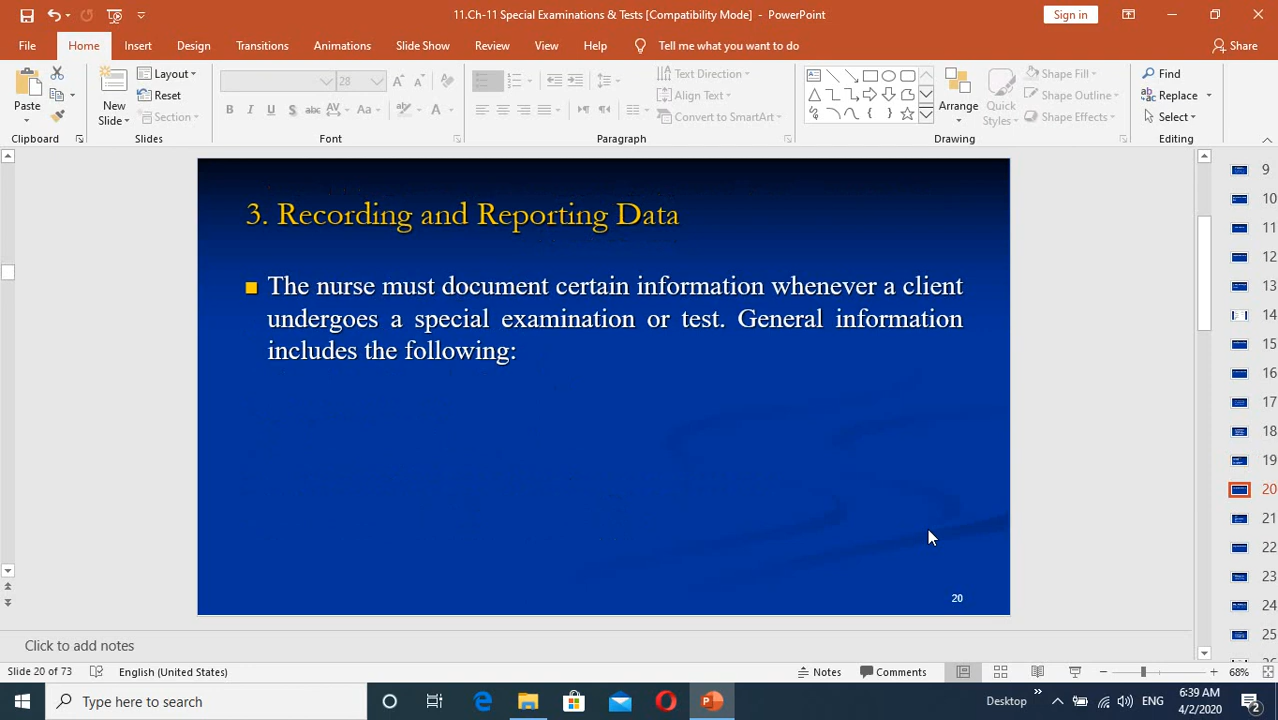 11.Ch-11 Special Examinations & Tests [Compatibility Mode] - PowerPoint
Sign in
File Home Insert Design Transitions Animations Slide Show Review View Help Tell me what you want to do Share
Paste
Clipboard
New Slide
Layout
Reset
Section
Slides
28
Font
Paragraph
Text Direction
Align Text
Convert to SmartArt
Arrange
Quick Styles
Shape Fill
Shape Outline
Shape Effects
Drawing
Find
Replace
Select
Editing
3. Recording and Reporting Data
The nurse must document certain information whenever a client
undergoes a special examination or test. General information
includes the following:
20
9
10
11
12
13
14
15
16
17
18
19
20
21
22
23
24
25
Click to add notes
Slide 20 of 73 English (United States) Notes Comments 68%
Type here to search
Desktop
ENG
6:39 AM
4/2/2020
2